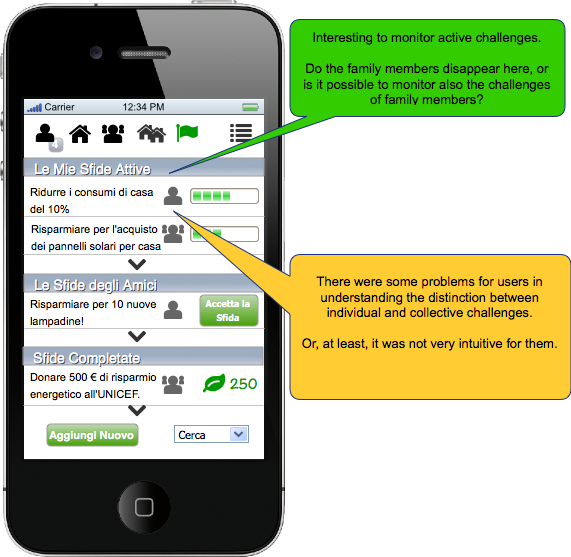 Carrier 12:34 PM
4
Le Mie Sfide Attive
Ridurre i consumi di casa
del 10%
Risparmiare per l'acquisto
dei pannelli solari per casa
Le Sfide degli Amici
Risparmiare per 10 nuove
lampadine!
Accetta la
Sfida
Sfide Completate
Donare 500 € di risparmio
energetico all'UNICEF.
250
Aggiungi Nuovo
Cerca
Interesting to monitor active challenges.
Do the family members disappear here, or
is it possible to monitor also the challenges
of family members?
There were some problems for users in
understanding the distinction between
individual and collective challenges.
Or, at least, it was not very intuitive for them.